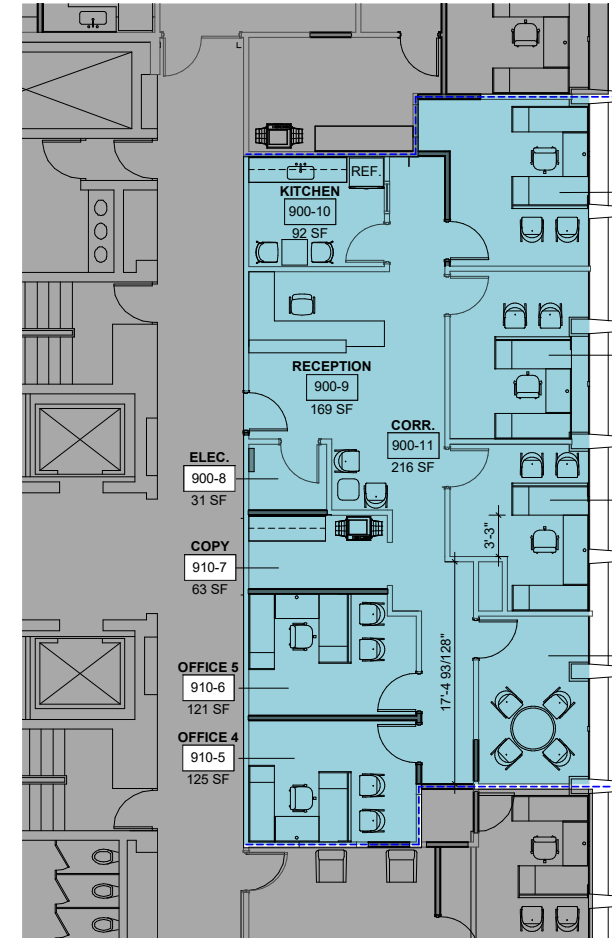 REF.
KITCHEN
900-10
92 SF
RECEPTION
900-9
169 SF
CORR.
900-11
216 SF
ELEC.
900-8
31 SF
3'-3"
COPY
910-7
63 SF
17'-4 93/128"
OFFICE 5
910-6
121 SF
OFFICE 4
910-5
125 SF